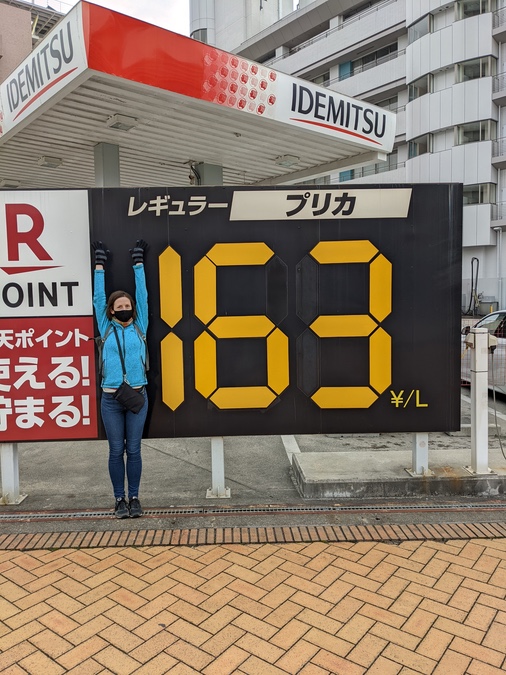 IDEMITSU
IDEMITSU
レギュラー プリカ
R
POINT
163
¥/L
天ポイント
使える!
貯まる!